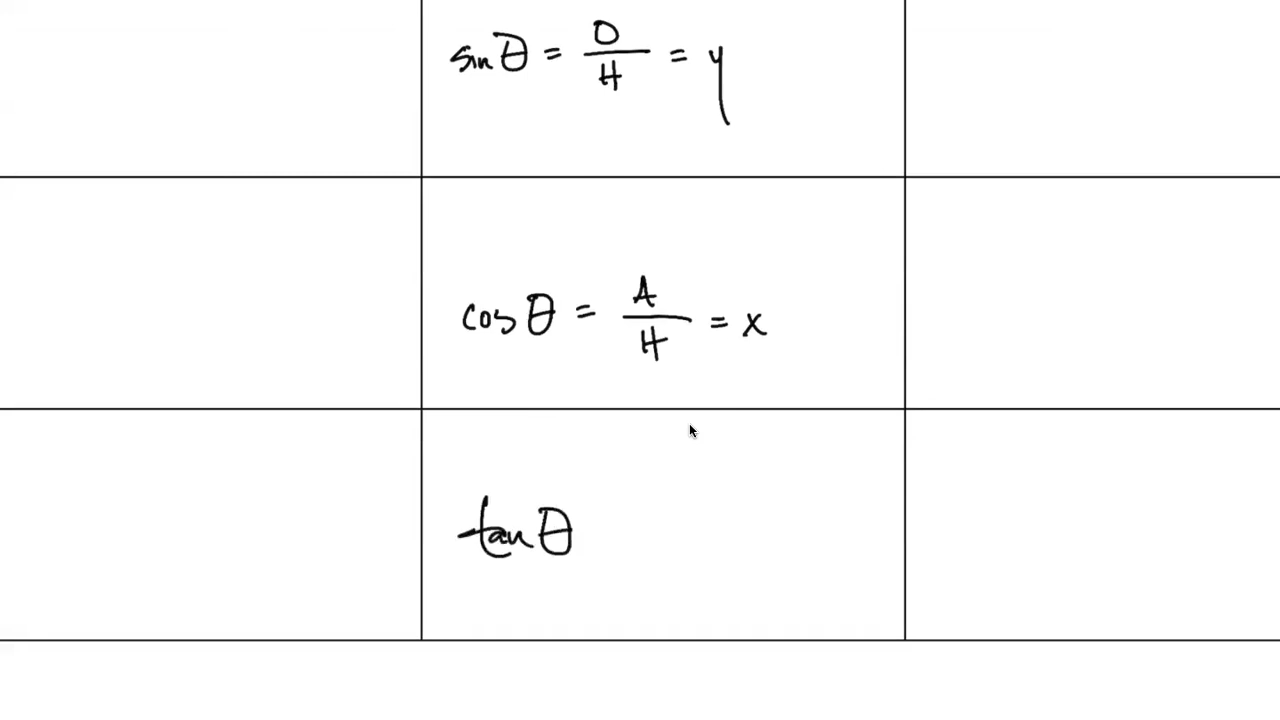 sin θ = O/H = y
cos θ = A/H = x
tan θ